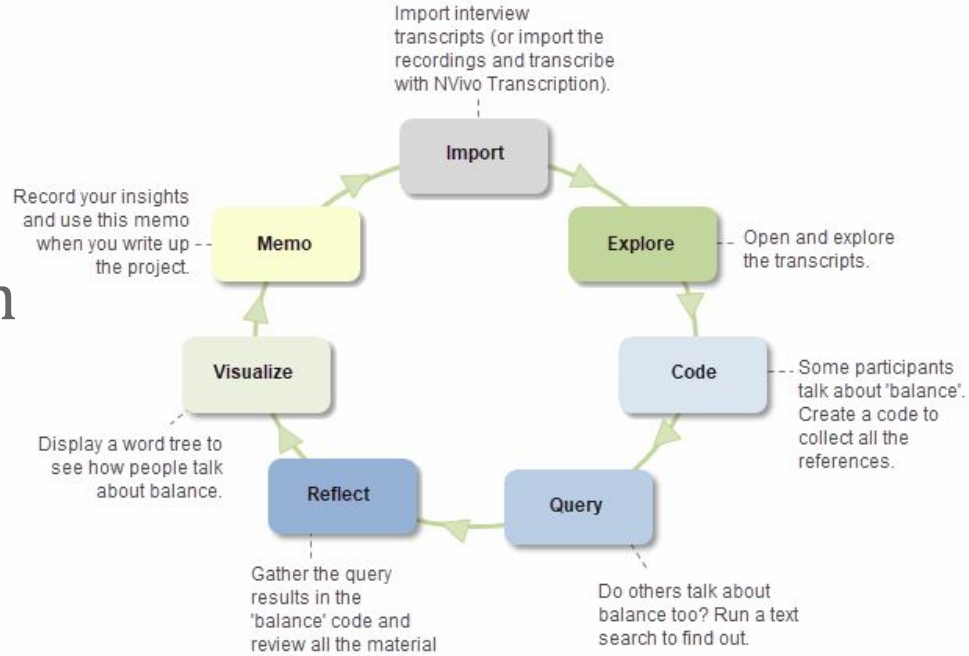 Import interview
transcripts (or import the
recordings and transcribe
with NVivo Transcription).
Import
Explore
Open and explore
the transcripts.
Code
Some participants
talk about 'balance'.
Create a code to
collect all the
references.
Query
Do others talk about
balance too? Run a text
search to find out.
Reflect
Gather the query
results in the
'balance' code and
review all the material
Visualize
Display a word tree to
see how people talk
about balance.
Memo
Record your insights
and use this memo
when you write up
the project.